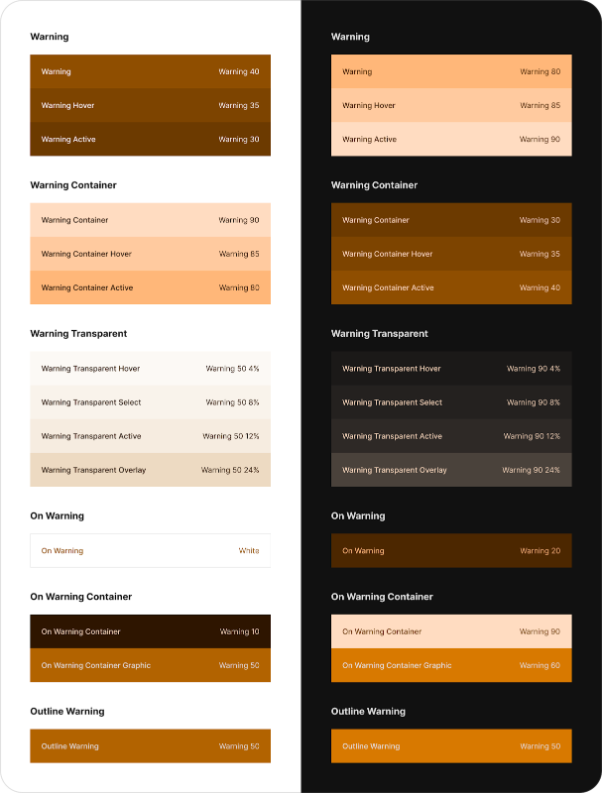 Warning
Warning Warning 40
Warning Hover Warning 35
Warning Active Warning 30
Warning Container
Warning Container Warning 90
Warning Container Hover Warning 85
Warning Container Active Warning 80
Warning Transparent
Warning Transparent Hover Warning 50 4%
Warning Transparent Select Warning 50 8%
Warning Transparent Active Warning 50 12%
Warning Transparent Overlay Warning 50 24%
On Warning
On Warning White
On Warning Container
On Warning Container Warning 10
On Warning Container Graphic Warning 50
Outline Warning
Outline Warning Warning 50
Warning
Warning Warning 80
Warning Hover Warning 85
Warning Active Warning 90
Warning Container
Warning Container Warning 30
Warning Container Hover Warning 35
Warning Container Active Warning 40
Warning Transparent
Warning Transparent Hover Warning 90 4%
Warning Transparent Select Warning 90 8%
Warning Transparent Active Warning 90 12%
Warning Transparent Overlay Warning 90 24%
On Warning
On Warning Warning 20
On Warning Container
On Warning Container Warning 90
On Warning Container Graphic Warning 60
Outline Warning
Outline Warning Warning 50